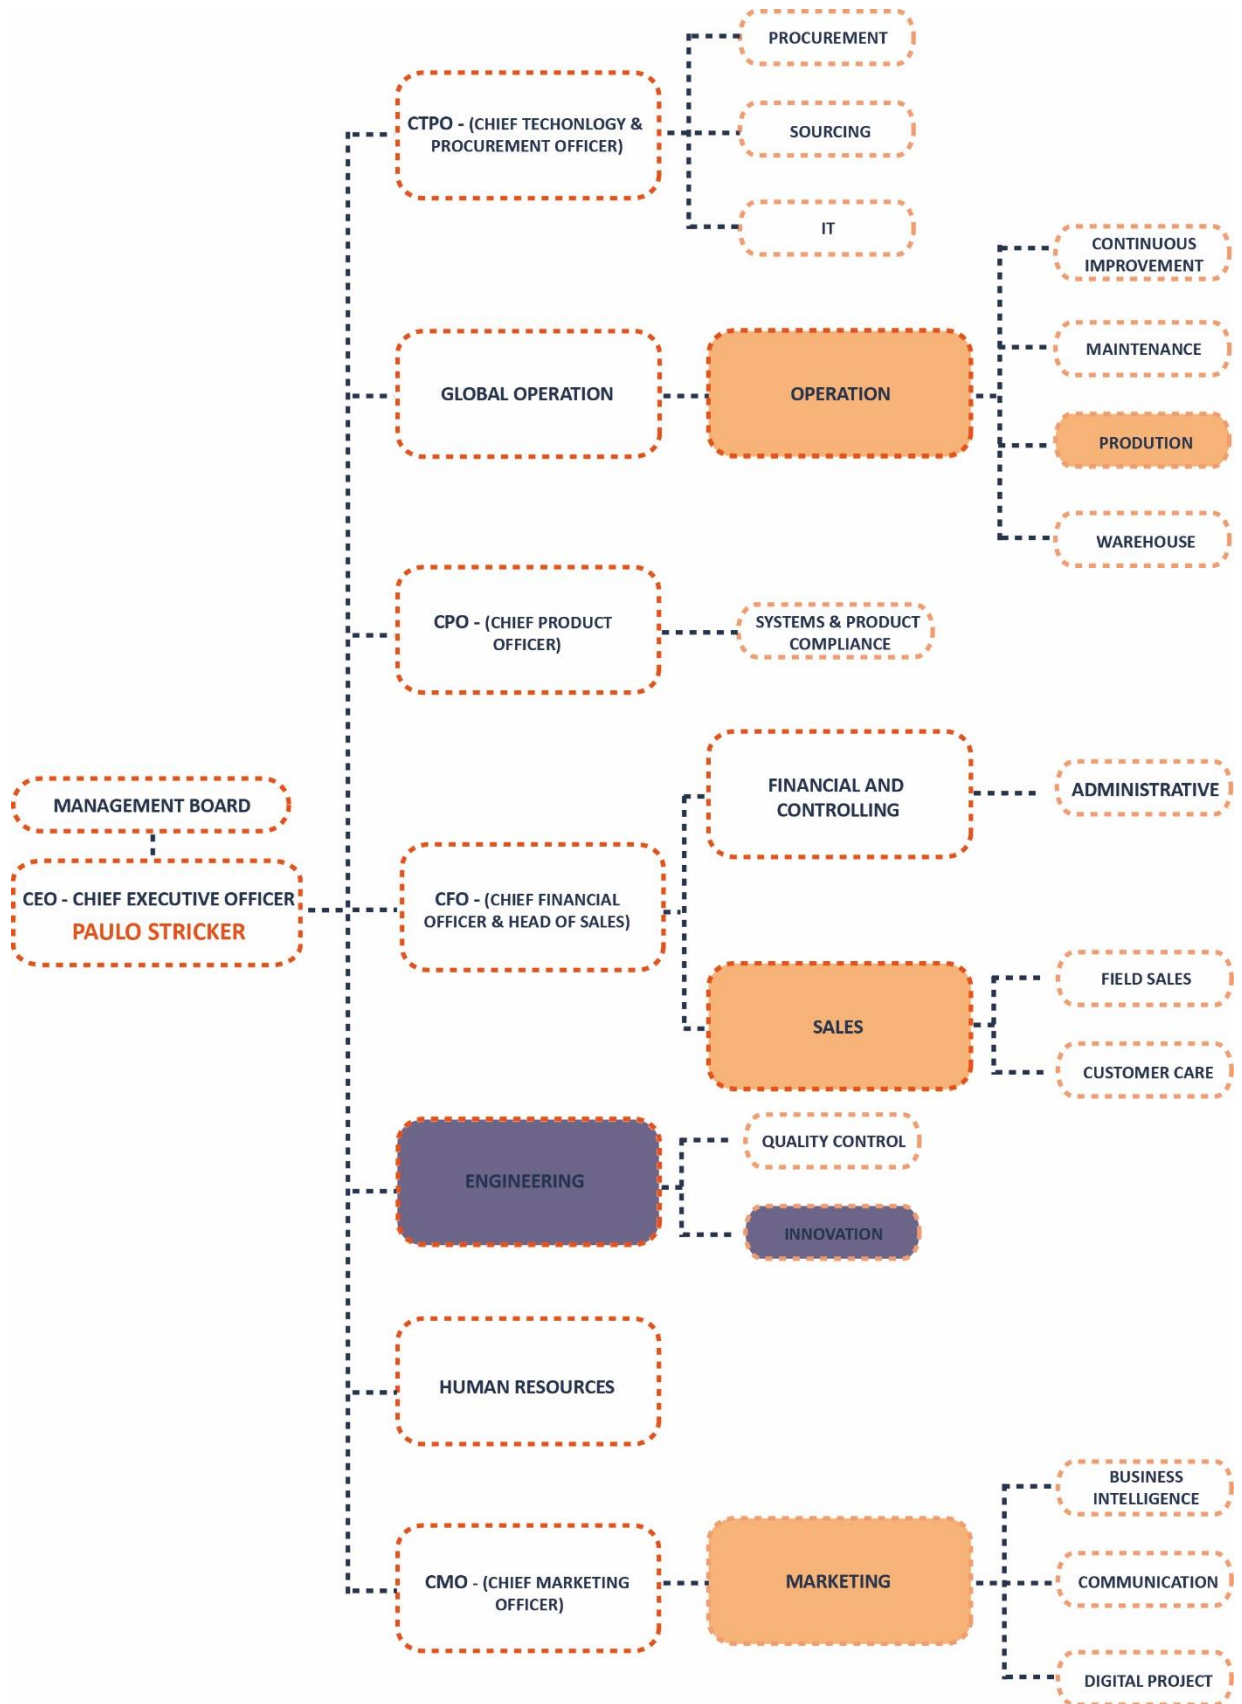 PROCUREMENT
CTPO - (CHIEF TECHONLOGY &
PROCUREMENT OFFICER)
SOURCING
IT
CONTINUOUS
IMPROVEMENT
MAINTENANCE
GLOBAL OPERATION
OPERATION
PRODUTION
WAREHOUSE
CPO - (CHIEF PRODUCT
OFFICER)
SYSTEMS & PRODUCT
COMPLIANCE
FINANCIAL AND
CONTROLLING
ADMINISTRATIVE
MANAGEMENT BOARD
CEO - CHIEF EXECUTIVE OFFICER
PAULO STRICKER
CFO - (CHIEF FINANCIAL
OFFICER & HEAD OF SALES)
FIELD SALES
SALES
CUSTOMER CARE
QUALITY CONTROL
ENGINEERING
INNOVATION
HUMAN RESOURCES
BUSINESS
INTELLIGENCE
CMO - (CHIEF MARKETING
OFFICER)
MARKETING
COMMUNICATION
DIGITAL PROJECT